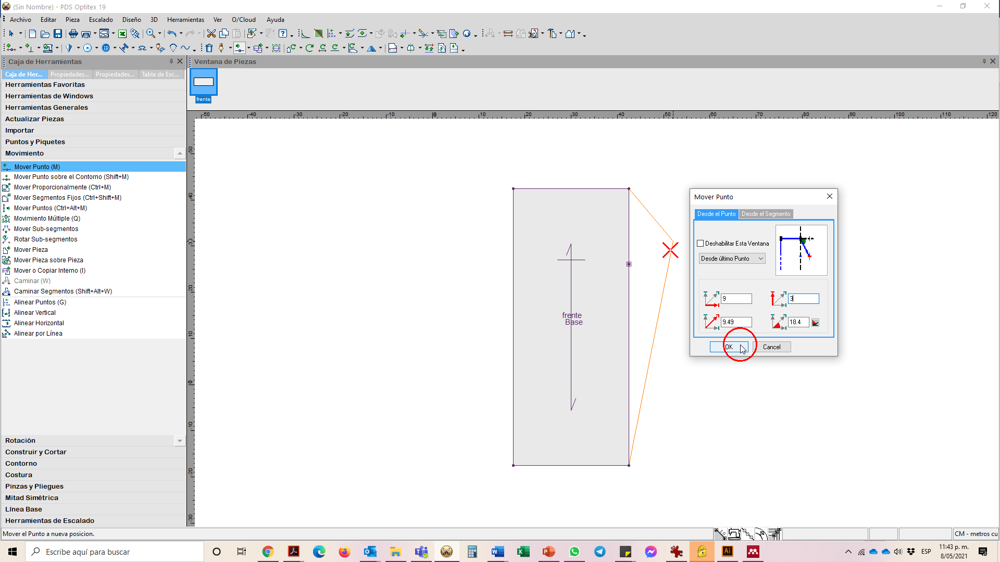 (Sin Nombre) - PDS Optitex 19
Archivo Editar Pieza Escalado Diseño 3D Herramientas Ver O/Cloud Ayuda
Caja de Herramientas
Ventana de Piezas
Caja de Her... Propiedades... Propiedades... Tabla de Esc...
frente
Herramientas Favoritas
Herramientas de Windows
Herramientas Generales
Actualizar Piezas
Importar
Puntos y Piquetes
Movimiento
Mover Punto (M)
Mover Punto sobre el Contorno (Shift+M)
Mover Proporcionalmente (Ctrl+M)
Mover Segmentos Fijos (Ctrl+Shift+M)
Mover Puntos (Ctrl+Alt+M)
Movimiento Múltiple (Q)
Mover Sub-segmentos
Rotar Sub-segmentos
Mover Pieza
Mover Pieza sobre Pieza
Mover o Copiar Interno (I)
Caminar (W)
Caminar Segmentos (Shift+Alt+W)
Alinear Puntos (G)
Alinear Vertical
Alinear Horizontal
Alinear por Línea
Rotación
Construir y Cortar
Contorno
Costura
Pinzas y Pliegues
Mitad Simétrica
Línea Base
Herramientas de Escalado
-50 -40 -30 -20 -10 0 10 20 30 40 50 60 70 80 90 100 110 120
50
40
30
20
10
0
-10
-20
-30
frente
Base
Mover Punto
Desde el Punto Desde el Segmento
Deshabilitar Esta Ventana
Desde último Punto
9 3
9.49 18.4
OK Cancel
Mover el Punto a nueva posicion.
CM - metros cu
Escribe aquí para buscar
ESP
11:43 p. m.
8/05/2021